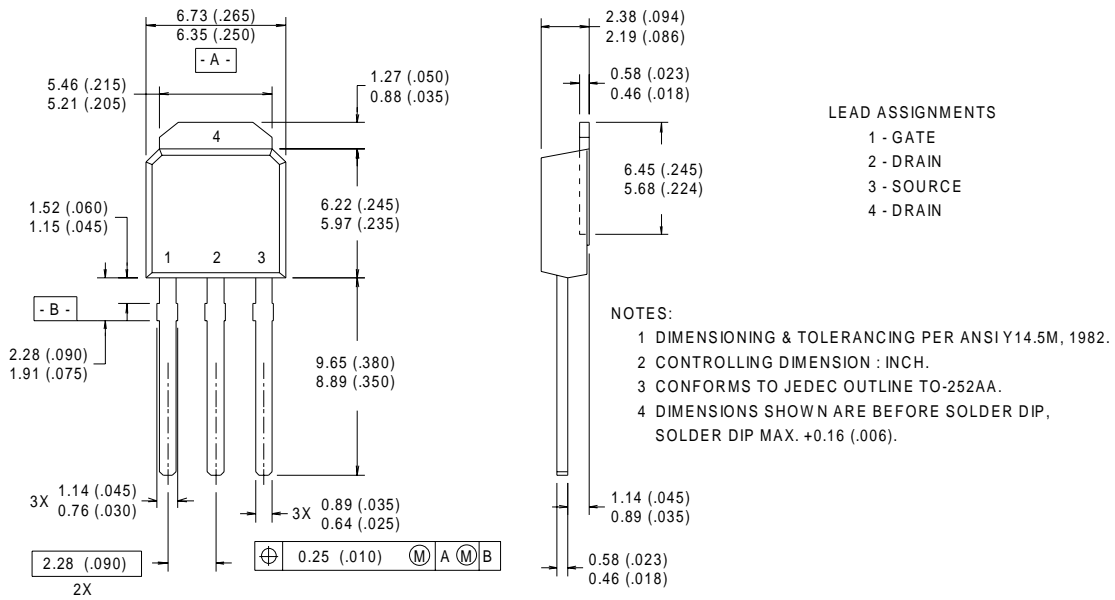 6.73 (.265)
6.35 (.250)
- A -
5.46 (.215)
5.21 (.205)
1.27 (.050)
0.88 (.035)
4
6.22 (.245)
5.97 (.235)
1.52 (.060)
1.15 (.045)
1 2 3
- B -
2.28 (.090)
1.91 (.075)
9.65 (.380)
8.89 (.350)
3X 1.14 (.045)
0.76 (.030)
3X 0.89 (.035)
0.64 (.025)
2.28 (.090)
2X
⌖ 0.25 (.010) Ⓜ A Ⓜ B
2.38 (.094)
2.19 (.086)
0.58 (.023)
0.46 (.018)
6.45 (.245)
5.68 (.224)
1.14 (.045)
0.89 (.035)
0.58 (.023)
0.46 (.018)
LEAD ASSIGNMENTS
1 - GATE
2 - DRAIN
3 - SOURCE
4 - DRAIN
NOTES:
1 DIMENSIONING & TOLERANCING PER ANSI Y14.5M, 1982.
2 CONTROLLING DIMENSION : INCH.
3 CONFORMS TO JEDEC OUTLINE TO-252AA.
4 DIMENSIONS SHOWN ARE BEFORE SOLDER DIP,
SOLDER DIP MAX. +0.16 (.006).